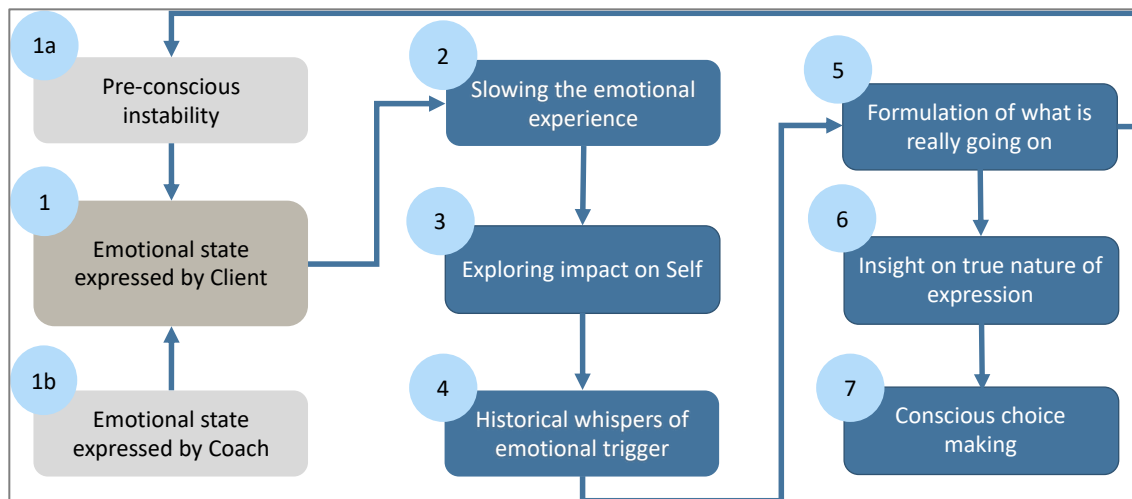 1a
Pre-conscious
instability
1
Emotional state
expressed by Client
1b
Emotional state
expressed by Coach
2
Slowing the emotional
experience
3
Exploring impact on Self
4
Historical whispers of
emotional trigger
5
Formulation of what is
really going on
6
Insight on true nature of
expression
7
Conscious choice
making